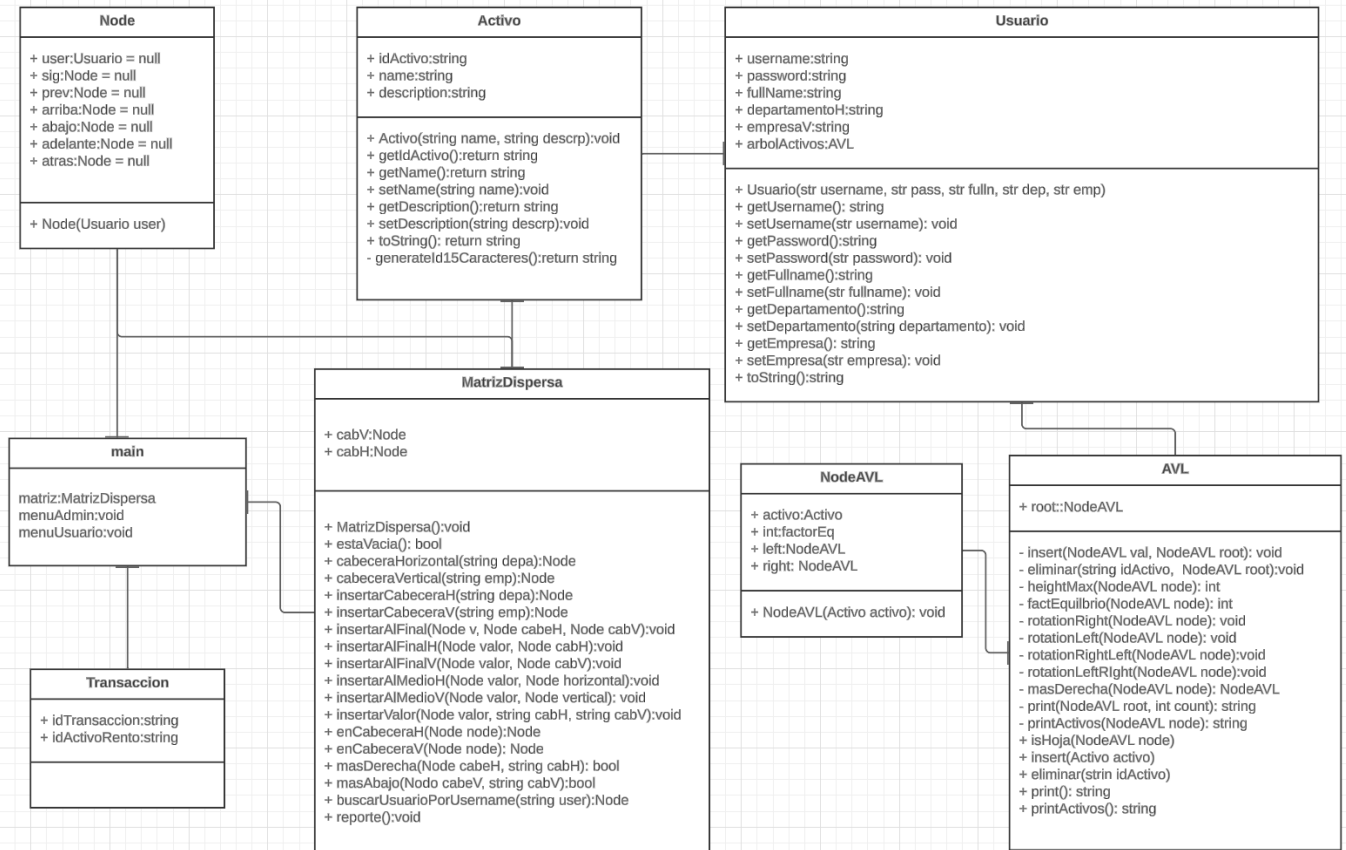 Node
+ user:Usuario = null
+ sig:Node = null
+ prev:Node = null
+ arriba:Node = null
+ abajo:Node = null
+ adelante:Node = null
+ atras:Node = null
+ Node(Usuario user)
Activo
+ idActivo:string
+ name:string
+ description:string
+ Activo(string name, string descrp):void
+ getIdActivo():return string
+ getName():return string
+ setName(string name):void
+ getDescription():return string
+ setDescription(string descrp):void
+ toString(): return string
- generateId15Caracteres():return string
Usuario
+ username:string
+ password:string
+ fullName:string
+ departamentoH:string
+ empresaV:string
+ arbolActivos:AVL
+ Usuario(str username, str pass, str fulln, str dep, str emp)
+ getUsername(): string
+ setUsername(str username): void
+ getPassword():string
+ setPassword(str password): void
+ getFullname():string
+ setFullname(str fullname): void
+ getDepartamento():string
+ setDepartamento(string departamento): void
+ getEmpresa(): string
+ setEmpresa(str empresa): void
+ toString():string
main
matriz:MatrizDispersa
menuAdmin:void
menuUsuario:void
MatrizDispersa
+ cabV:Node
+ cabH:Node
+ MatrizDispersa():void
+ estaVacia(): bool
+ cabeceraHorizontal(string depa):Node
+ cabeceraVertical(string emp):Node
+ insertarCabeceraH(string depa):Node
+ insertarCabeceraV(string emp):Node
+ insertarAlFinal(Node v, Node cabeH, Node cabV):void
+ insertarAlFinalH(Node valor, Node cabH):void
+ insertarAlFinalV(Node valor, Node cabV):void
+ insertarAlMedioH(Node valor, Node horizontal):void
+ insertarAlMedioV(Node valor, Node vertical): void
+ insertarValor(Node valor, string cabH, string cabV):void
+ enCabeceraH(Node node):Node
+ enCabeceraV(Node node): Node
+ masDerecha(Node cabeH, string cabH): bool
+ masAbajo(Nodo cabeV, string cabV):bool
+ buscarUsuarioPorUsername(string user):Node
+ reporte():void
NodeAVL
+ activo:Activo
+ int:factorEq
+ left:NodeAVL
+ right: NodeAVL
+ NodeAVL(Activo activo): void
AVL
+ root::NodeAVL
- insert(NodeAVL val, NodeAVL root): void
- eliminar(string idActivo, NodeAVL root):void
- heightMax(NodeAVL node): int
- factEquilbrio(NodeAVL node): int
- rotationRight(NodeAVL node): void
- rotationLeft(NodeAVL node): void
- rotationRightLeft(NodeAVL node):void
- rotationLeftRIght(NodeAVL node):void
- masDerecha(NodeAVL node): NodeAVL
- print(NodeAVL root, int count): string
- printActivos(NodeAVL node): string
+ isHoja(NodeAVL node)
+ insert(Activo activo)
+ eliminar(strin idActivo)
+ print(): string
+ printActivos(): string
Transaccion
+ idTransaccion:string
+ idActivoRento:string